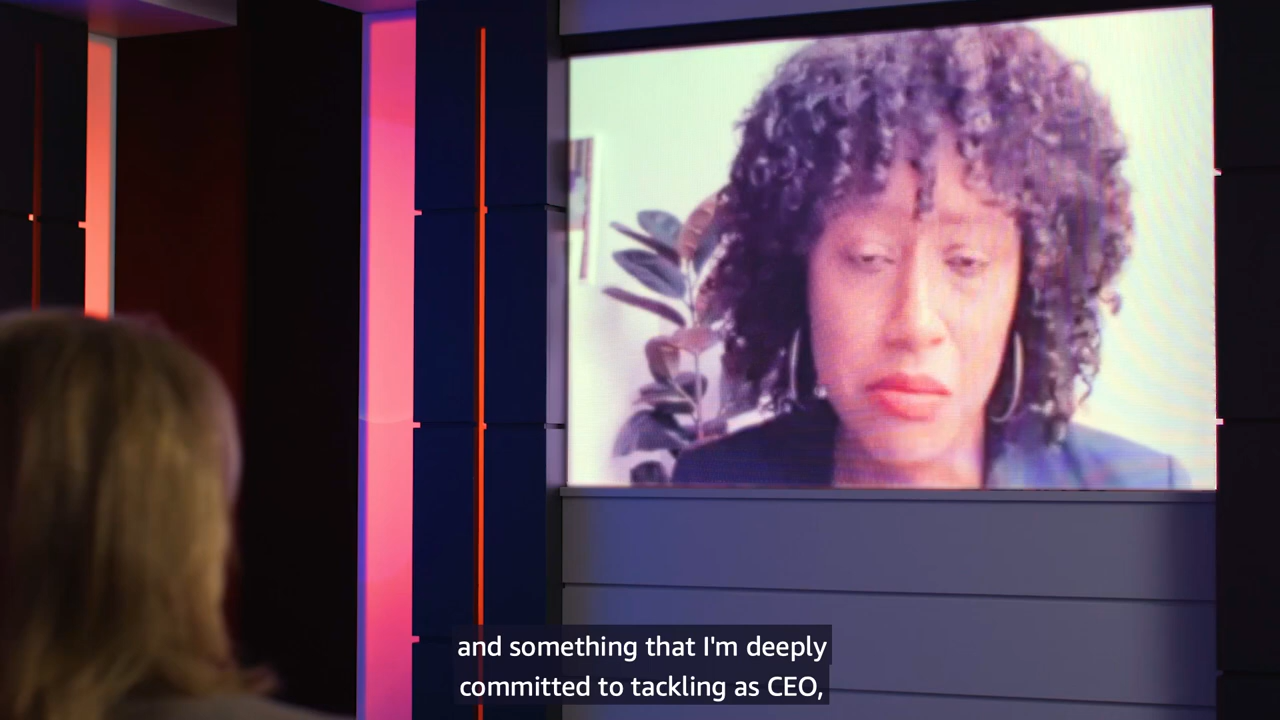 and something that I'm deeply
committed to tackling as CEO,